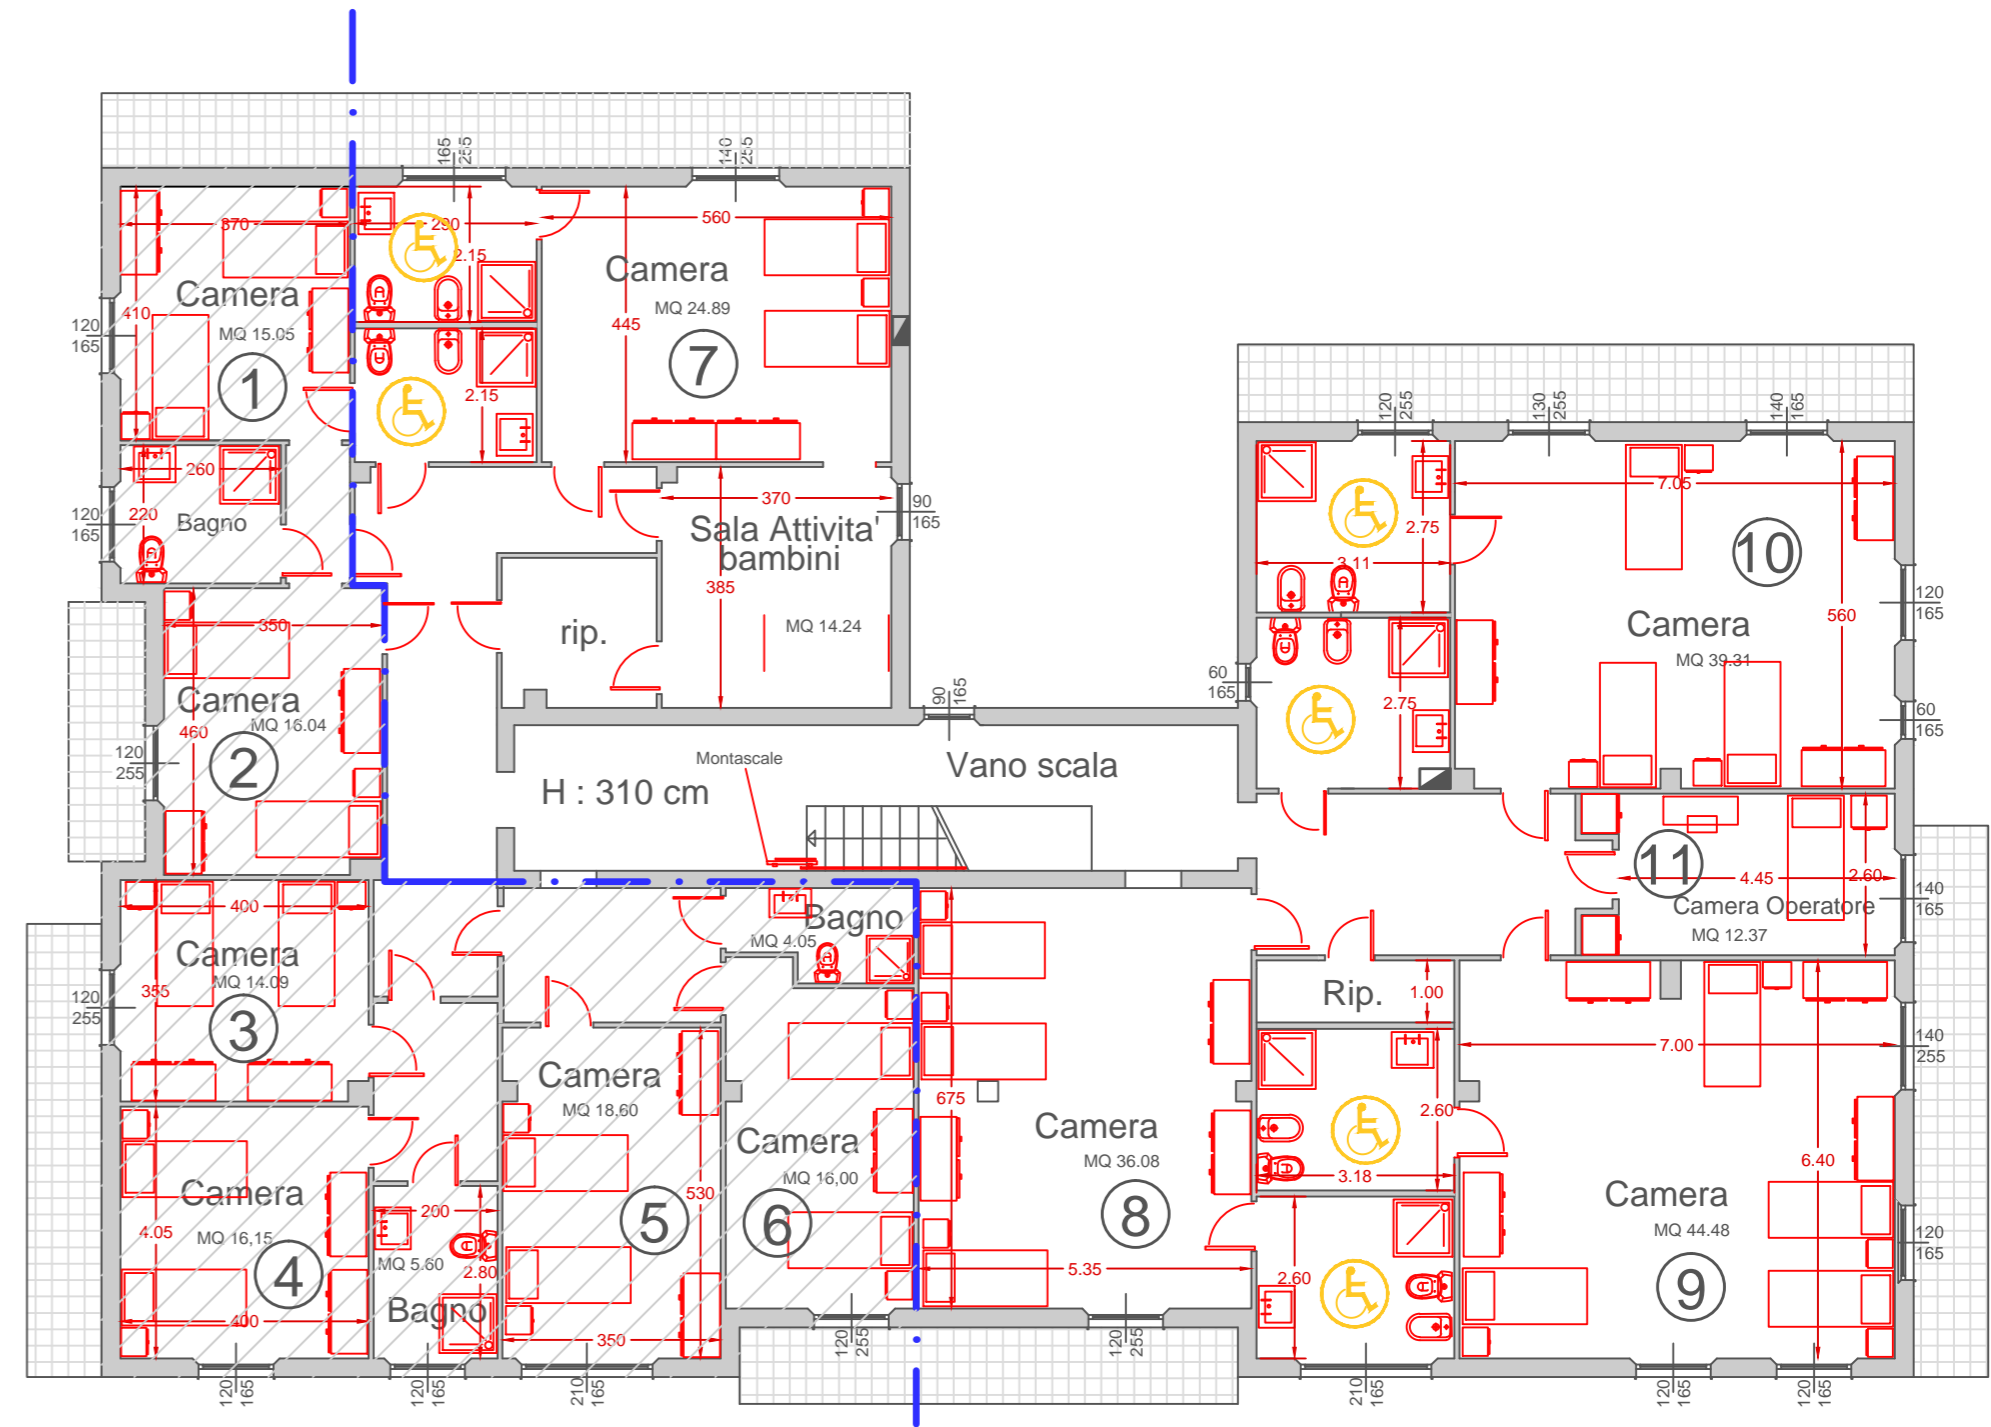 165
255
140
255
370
290
2.15
560
Camera
MQ 15.05
410
120
165
1
Camera
MQ 24.89
445
7
2.15
260
220
Bagno
120
165
370
Sala Attivita'
bambini
90
165
385
MQ 14.24
rip.
350
Camera
MQ 16.04
460
2
120
255
H : 310 cm
Montascale
Vano scala
90
165
120
255
130
255
140
165
7.05
2.75
3.11
10
Camera
MQ 39.31
560
120
165
60
165
60
165
2.75
11
4.45
2.60
Camera Operatore
MQ 12.37
140
165
400
Camera
MQ 14.09
355
3
120
255
Bagno
MQ 4.05
Camera
MQ 18,60
530
5
350
Camera
MQ 16,00
6
Camera
MQ 16,15
4.05
4
400
200
MQ 5.60
2.80
Bagno
675
Camera
MQ 36.08
8
5.35
Rip.
1.00
2.60
3.18
2.60
7.00
140
255
6.40
Camera
MQ 44.48
9
120
165
120
165
120
165
210
165
120
255
120
255
210
165
120
165
120
165